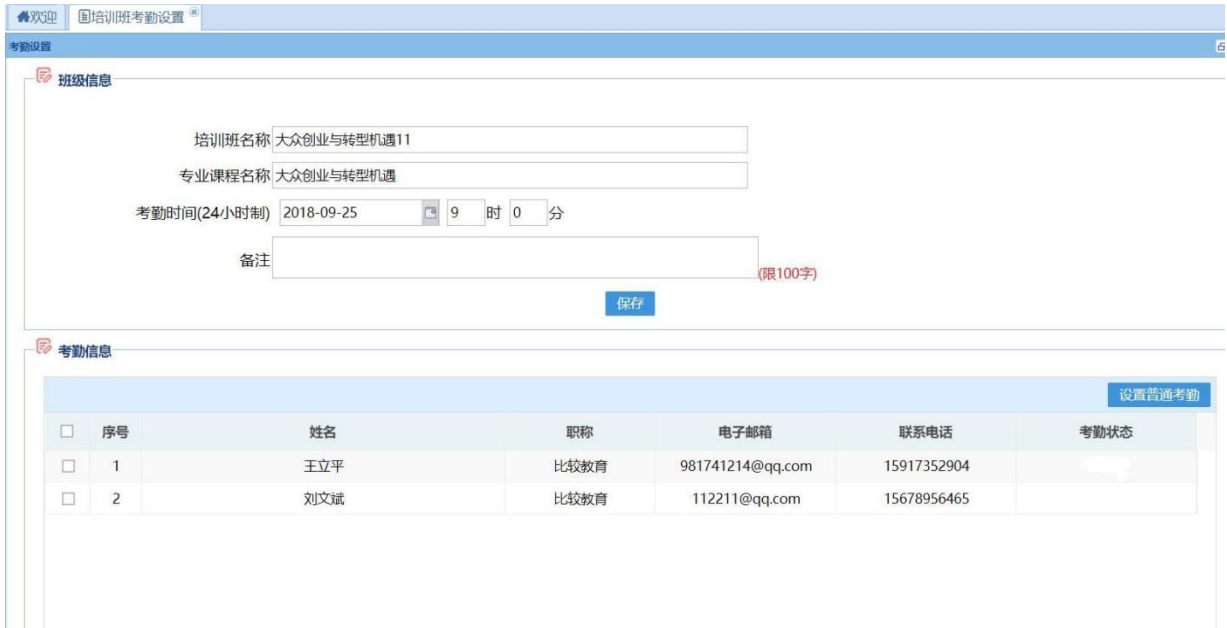 欢迎 培训班考勤设置
考勤设置
班级信息
培训班名称 大众创业与转型机遇11
专业课程名称 大众创业与转型机遇
考勤时间(24小时制) 2018-09-25 9 时 0 分
备注
(限100字)
保存
考勤信息
设置普通考勤
序号 姓名 职称 电子邮箱 联系电话 考勤状态
1 王立平 比较教育 981741214@qq.com 15917352904
2 刘文斌 比较教育 112211@qq.com 15678956465